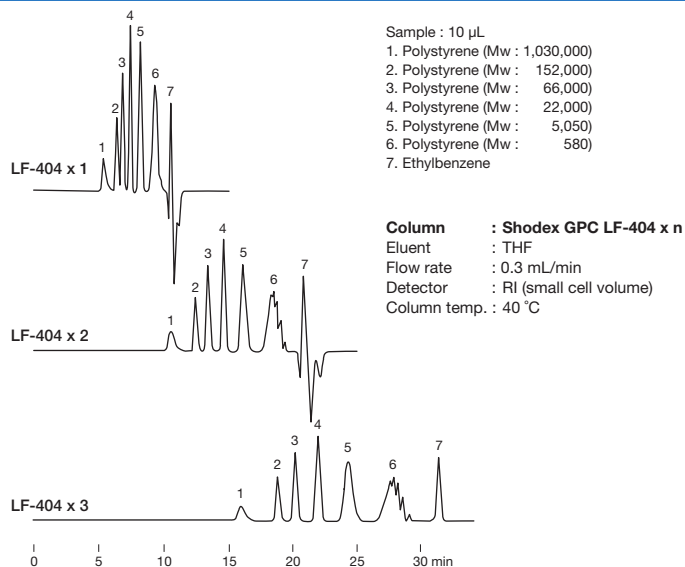 4
5
3
6
7
2
1
LF-404 x 1
Sample : 10 µL
1. Polystyrene (Mw : 1,030,000)
2. Polystyrene (Mw : 152,000)
3. Polystyrene (Mw : 66,000)
4. Polystyrene (Mw : 22,000)
5. Polystyrene (Mw : 5,050)
6. Polystyrene (Mw : 580)
7. Ethylbenzene
Column : Shodex GPC LF-404 x n
Eluent : THF
Flow rate : 0.3 mL/min
Detector : RI (small cell volume)
Column temp. : 40 °C
4
3 5 7
6
2
1
LF-404 x 2
4
3 5 7
2 6
1
LF-404 x 3
0 5 10 15 20 25 30 min